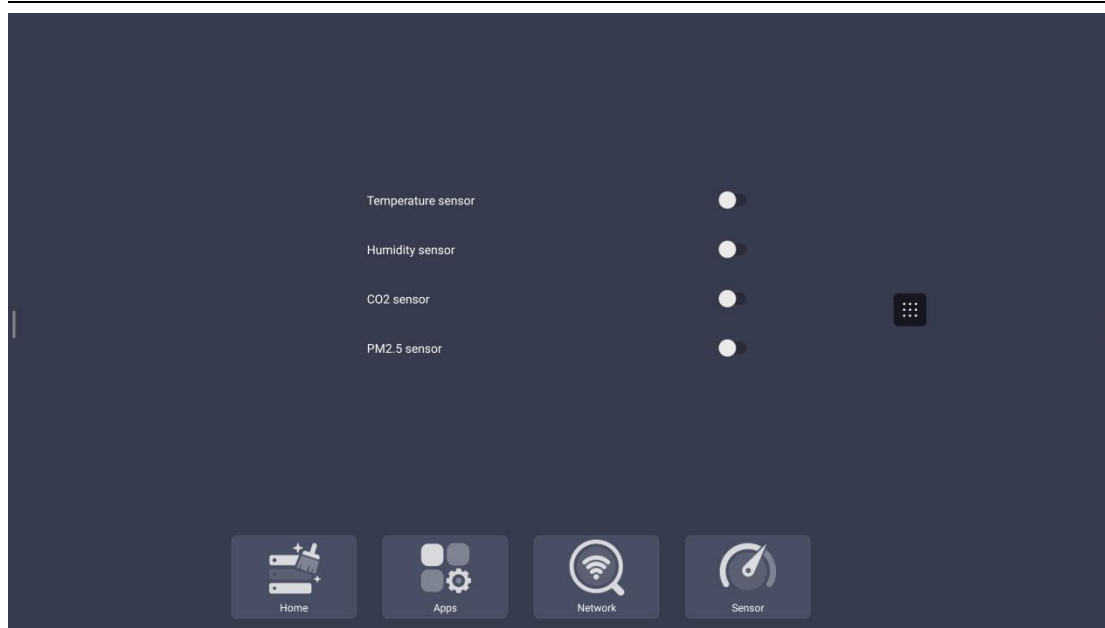 Temperature sensor
Humidity sensor
CO2 sensor
PM2.5 sensor
Home
Apps
Network
Sensor